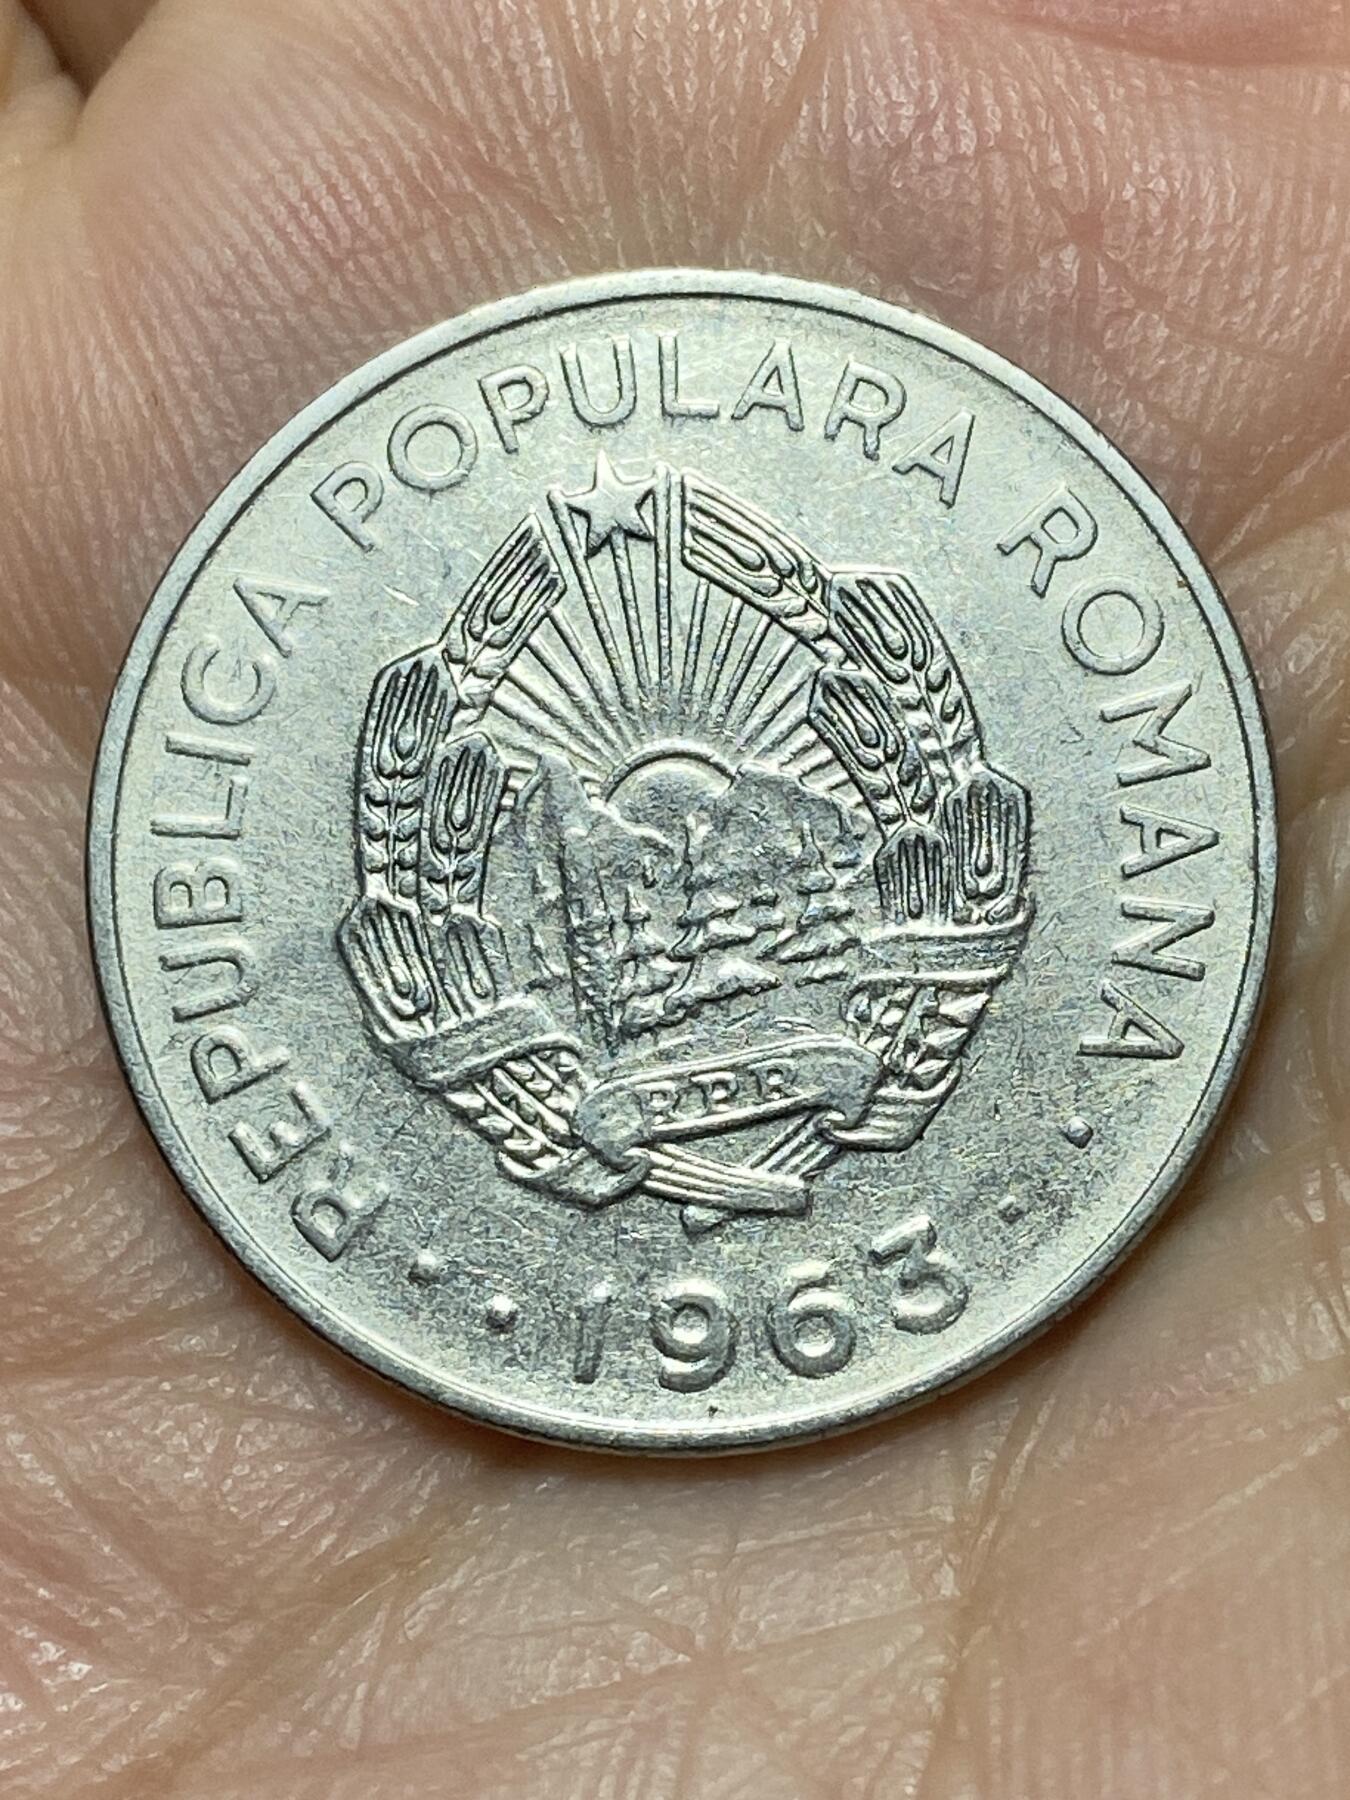 REPUBLICA POPULARA ROMANA
RPR
1963